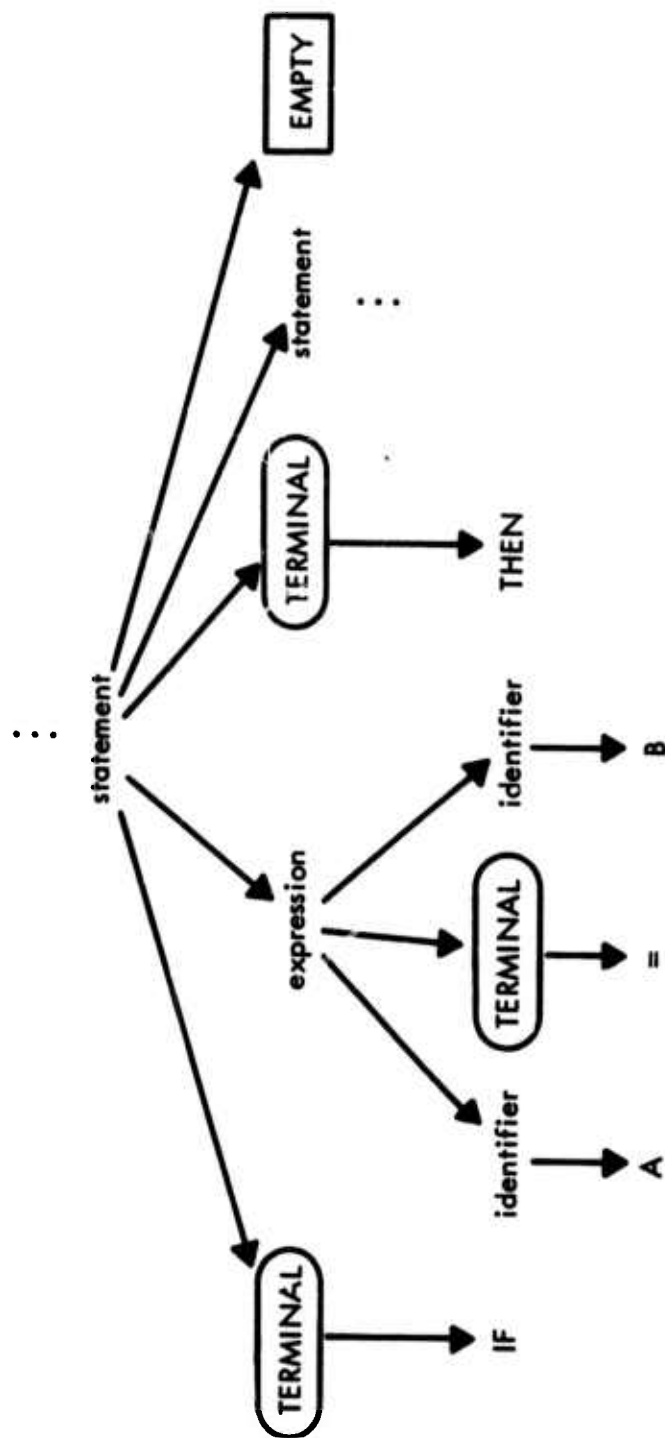 statement
TERMINAL
expression
TERMINAL
statement
EMPTY
IF
identifier
TERMINAL
identifier
THEN
A
=
B